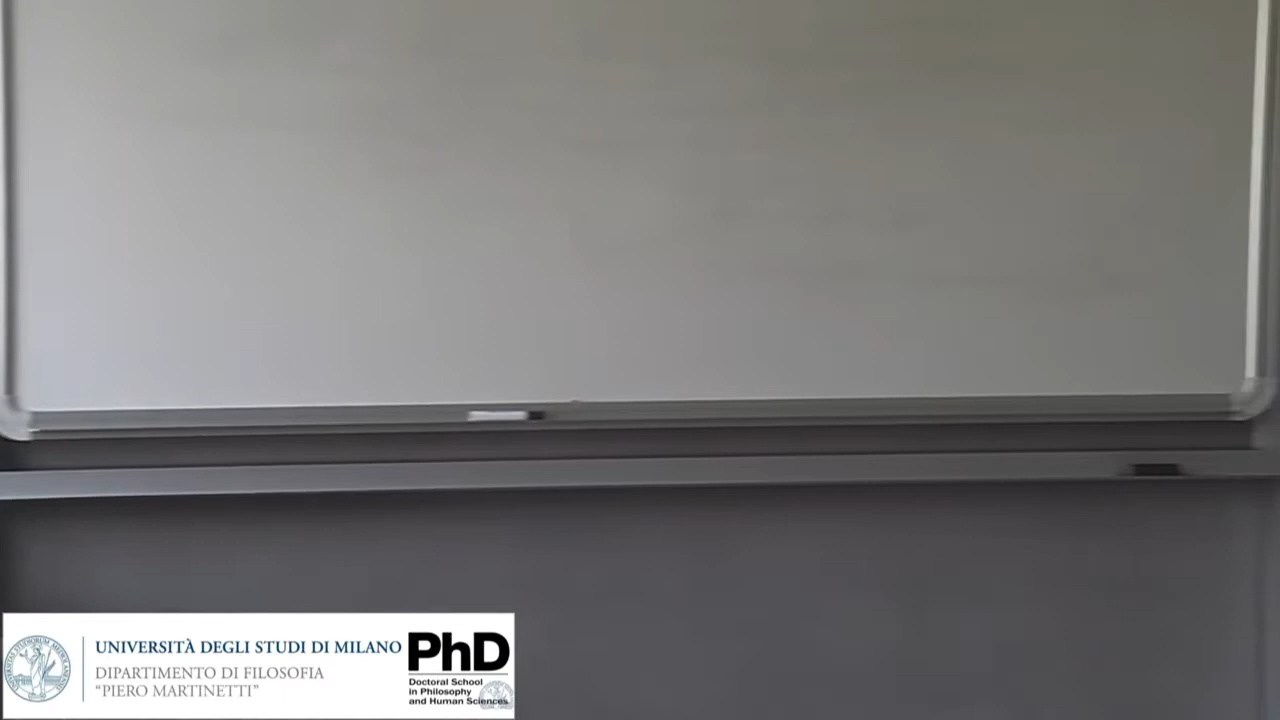 UNIVERSITÀ DEGLI STUDI DI MILANO
DIPARTIMENTO DI FILOSOFIA
“PIERO MARTINETTI”
PhD
Doctoral School
in Philosophy
and Human Sciences